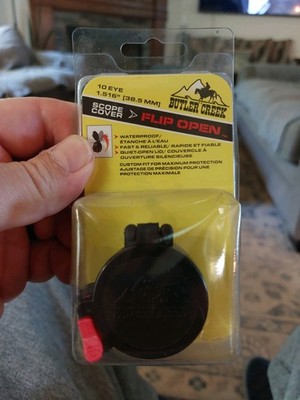 10 EYE
1.516" (38.5 MM)
BUTLER CREEK
SCOPE
COVER > FLIP OPEN
> WATERPROOF/
ÉTANCHE À L'EAU
> FAST & RELIABLE/ RAPIDE ET FIABLE
> QUIET-OPEN LID/ COUVERCLE À
OUVERTURE SILENCIEUSE
CUSTOM FIT FOR MAXIMUM PROTECTION
AJUSTAGE DE PRÉCISION POUR UNE
PROTECTION MAXIMALE
BUTLER CREEK